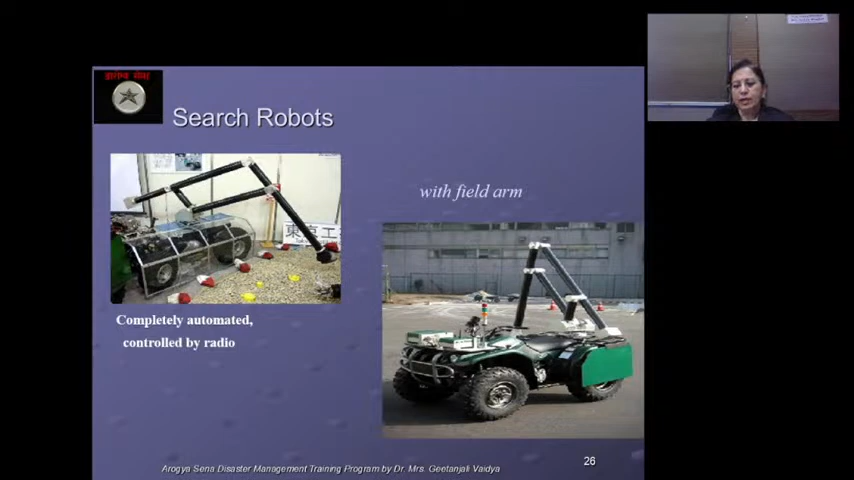 आरोग्य सेना
Search Robots
with field arm
東京工
Completely automated,
controlled by radio
26
Arogya Sena Disaster Management Training Program by Dr. Mrs. Geetanjali Vaidya